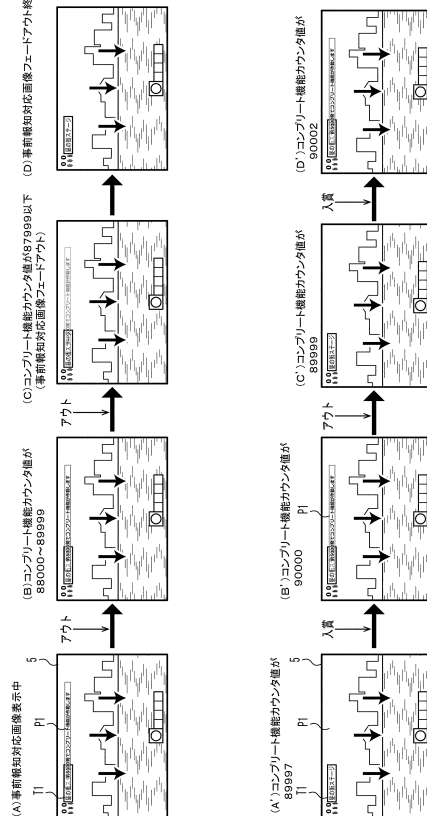 (A)事前報知対応画像表示中
T1
P1
5
アウト
(B)コンプリート機能カウンタ値が
88000~89999
アウト
(C)コンプリート機能カウンタ値が87999以下
(事前報知対応画像フェードアウト)
(D)事前報知対応画像フェードアウト終
(A')コンプリート機能カウンタ値が
89997
T1
P1
5
入賞
(B')コンプリート機能カウンタ値が
90000
P1
アウト
(C')コンプリート機能カウンタ値が
89999
入賞
(D')コンプリート機能カウンタ値が
90002